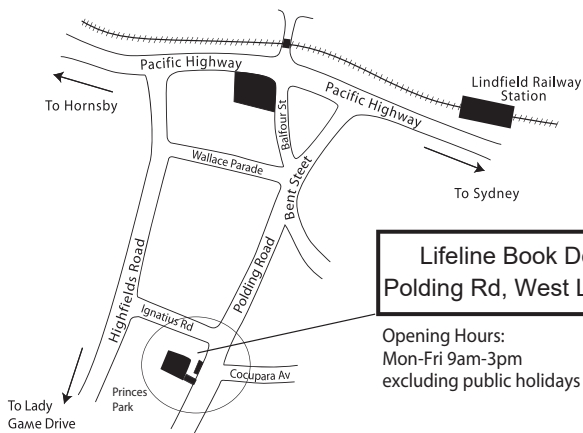 Pacific Highway
Lindfield Railway
Station
To Hornsby
Pacific Highway
Balfour St
Wallace Parade
Bent Steet
To Sydney
Highfields Road
Polding Road
Lifeline Book
Polding Rd, West
Ignatius Rd
Opening Hours:
Mon-Fri 9am-3pm
excluding public holidays
Cocupara Av
Princes
Park
To Lady
Game Drive